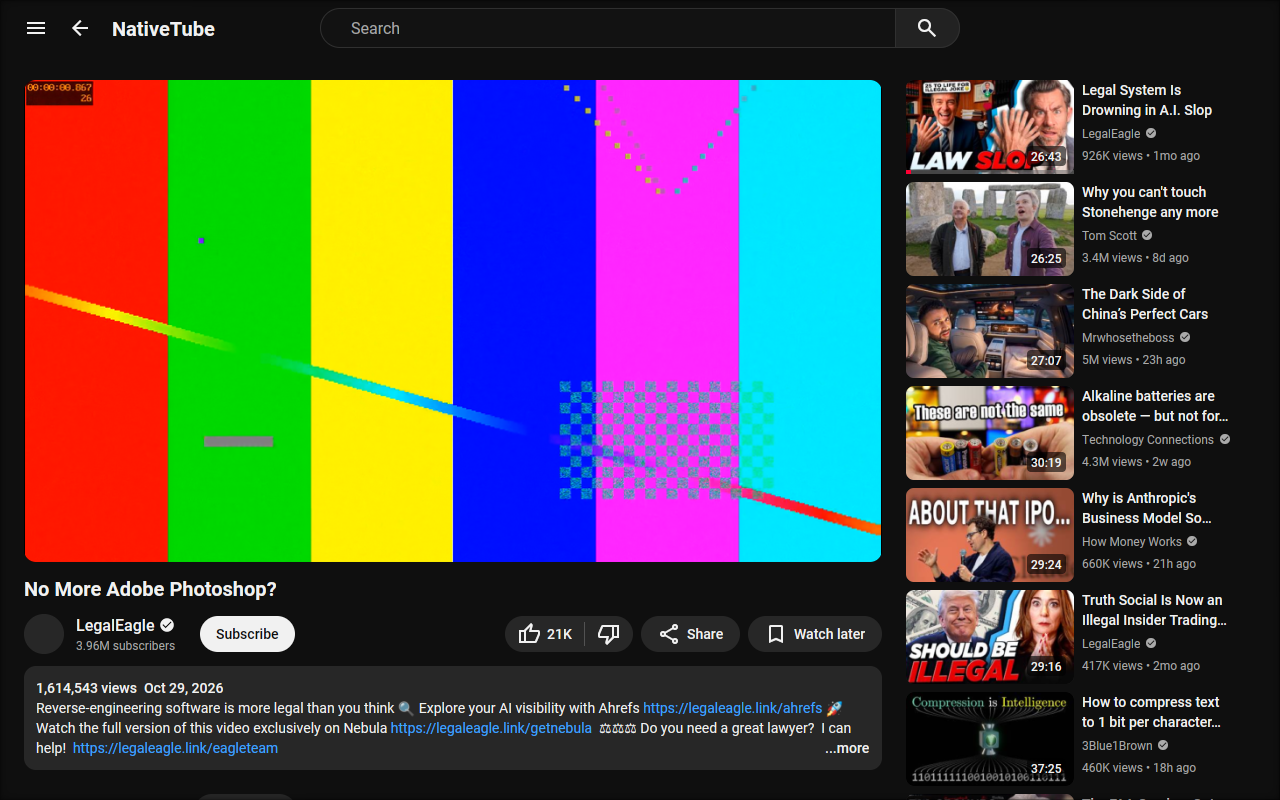 NativeTube
Search
00:00:00.867
26
No More Adobe Photoshop?
LegalEagle
3.96M subscribers
Subscribe
21K
Share
Watch later
1,614,543 views Oct 29, 2026
Reverse-engineering software is more legal than you think 🔍 Explore your AI visibility with Ahrefs https://legaleagle.link/ahrefs 🚀
Watch the full version of this video exclusively on Nebula https://legaleagle.link/getnebula ⚖⚖⚖ Do you need a great lawyer? I can
help! https://legaleagle.link/eagleteam
...more
25 TO LIFE FOR
ILLEGAL JOKE
LAW SLO
26:43
Legal System Is
Drowning in A.I. Slop
LegalEagle
926K views • 1mo ago
26:25
Why you can't touch
Stonehenge any more
Tom Scott
3.4M views • 8d ago
27:07
The Dark Side of
China's Perfect Cars
Mrwhosetheboss
5M views • 23h ago
These are not the same
30:19
Alkaline batteries are
obsolete — but not for…
Technology Connections
4.3M views • 2w ago
ABOUT THAT IPO...
29:24
Why is Anthropic's
Business Model So…
How Money Works
660K views • 21h ago
SHOULD BE
ILLEGAL
29:16
Truth Social Is Now an
Illegal Insider Trading…
LegalEagle
417K views • 2mo ago
Compression is Intelligence
37:25
How to compress text
to 1 bit per character…
3Blue1Brown
460K views • 18h ago